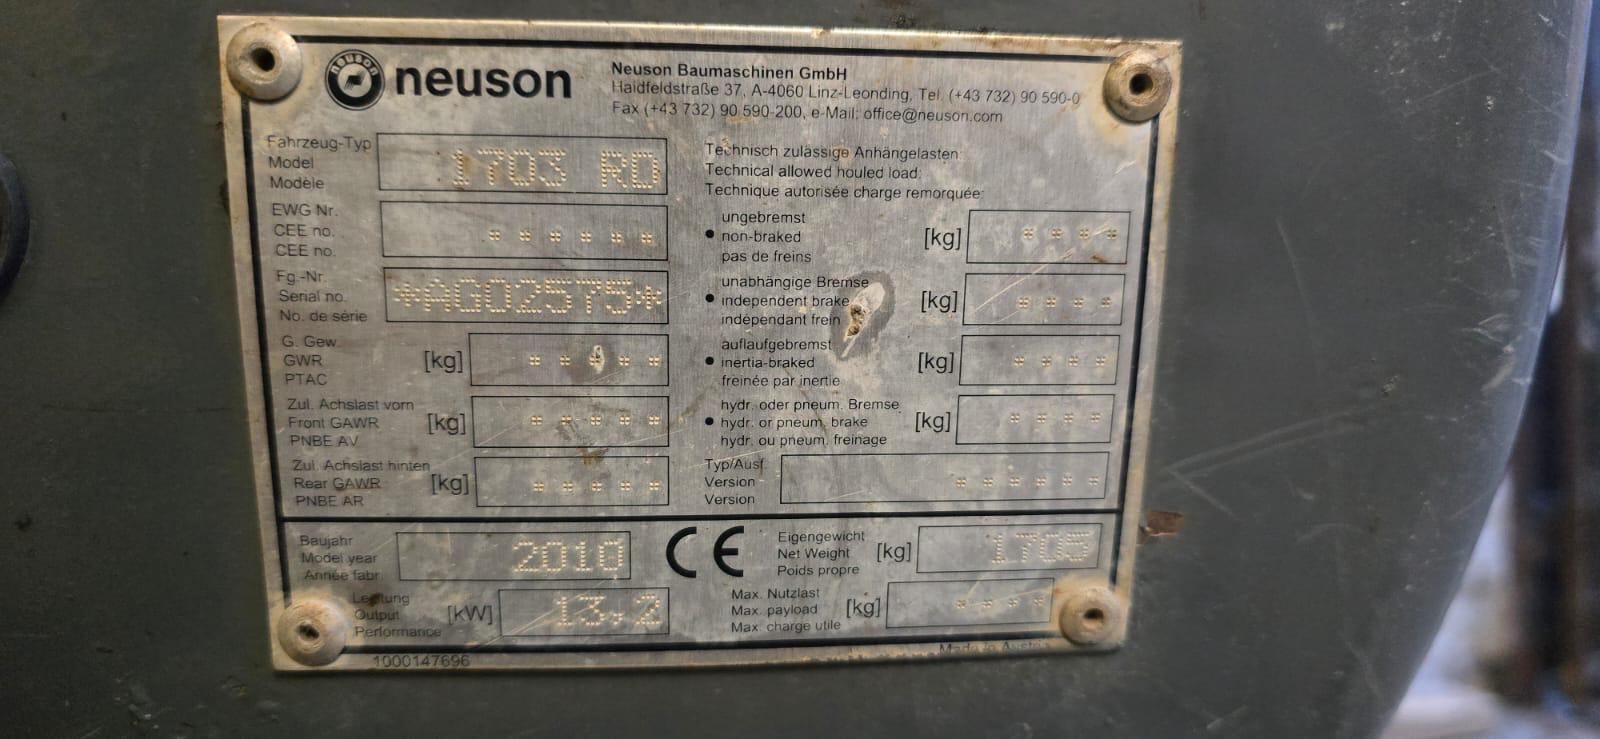 neuson
neuson
Neuson Baumaschinen GmbH
Haidfeldstraße 37, A-4060 Linz-Leonding, Tel. (+43 732) 90 590-0
Fax (+43 732) 90 590-200, e-Mail: office@neuson.com
Fahrzeug-Typ
Model
Modèle
1703 RD
EWG Nr.
CEE no.
CEE no.
******
Fg.-Nr.
Serial no.
No. de série
*AG02575*
G. Gew.
GWR
PTAC
[kg]
*****
Zul. Achslast vorn
Front GAWR
PNBE AV
[kg]
*****
Zul. Achslast hinten
Rear GAWR
PNBE AR
[kg]
*****
Technisch zulässige Anhängelasten:
Technical allowed houled load:
Technique autorisée charge remorquée:
ungebremst
• non-braked
pas de freins
[kg]
****
unabhängige Bremse
• independent brake
indépendant frein
[kg]
****
auflaufgebremst
• inertia-braked
freinée par inertie
[kg]
****
hydr. oder pneum. Bremse
• hydr. or pneum. brake
hydr. ou pneum. freinage
[kg]
****
Typ/Ausf.
Version
Version
******
Baujahr
Model year
Année fabr.
2010
Leistung
Output
Performance
[kW]
13.2
CE
Eigengewicht
Net Weight
Poids propre
[kg]
1705
Max. Nutzlast
Max. payload
Max. charge utile
[kg]
****
1000147696
Made in Austria